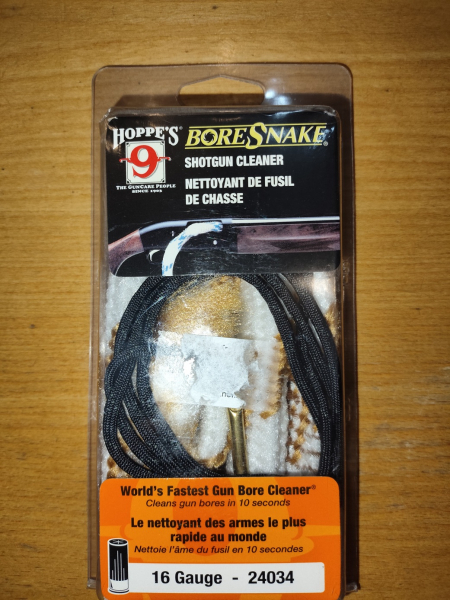 HOPPE'S
9
THE GUNCARE PEOPLE
SINCE 1903
BORESNAKE®
SHOTGUN CLEANER
NETTOYANT DE FUSIL
DE CHASSE
World's Fastest Gun Bore Cleaner®
Cleans gun bores in 10 seconds
Le nettoyant des armes le plus
rapide au monde
Nettoie l'âme du fusil en 10 secondes
16 Gauge - 24034